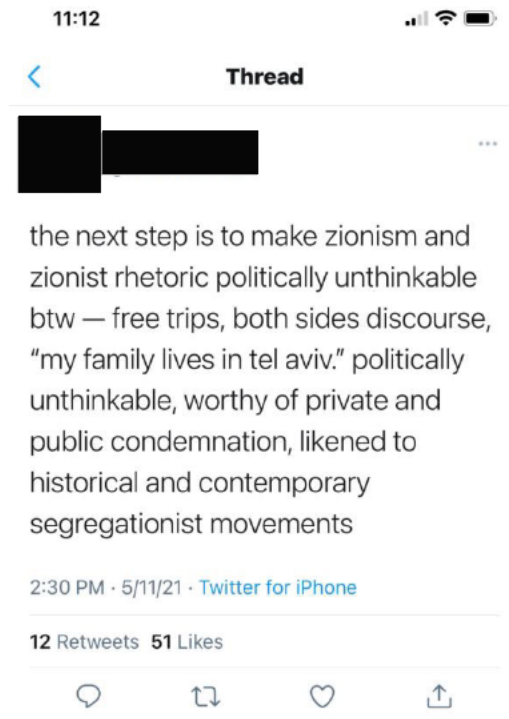 11:12
Thread
the next step is to make zionism and
zionist rhetoric politically unthinkable
btw — free trips, both sides discourse,
“my family lives in tel aviv.” politically
unthinkable, worthy of private and
public condemnation, likened to
historical and contemporary
segregationist movements
2:30 PM · 5/11/21 · Twitter for iPhone
12 Retweets 51 Likes